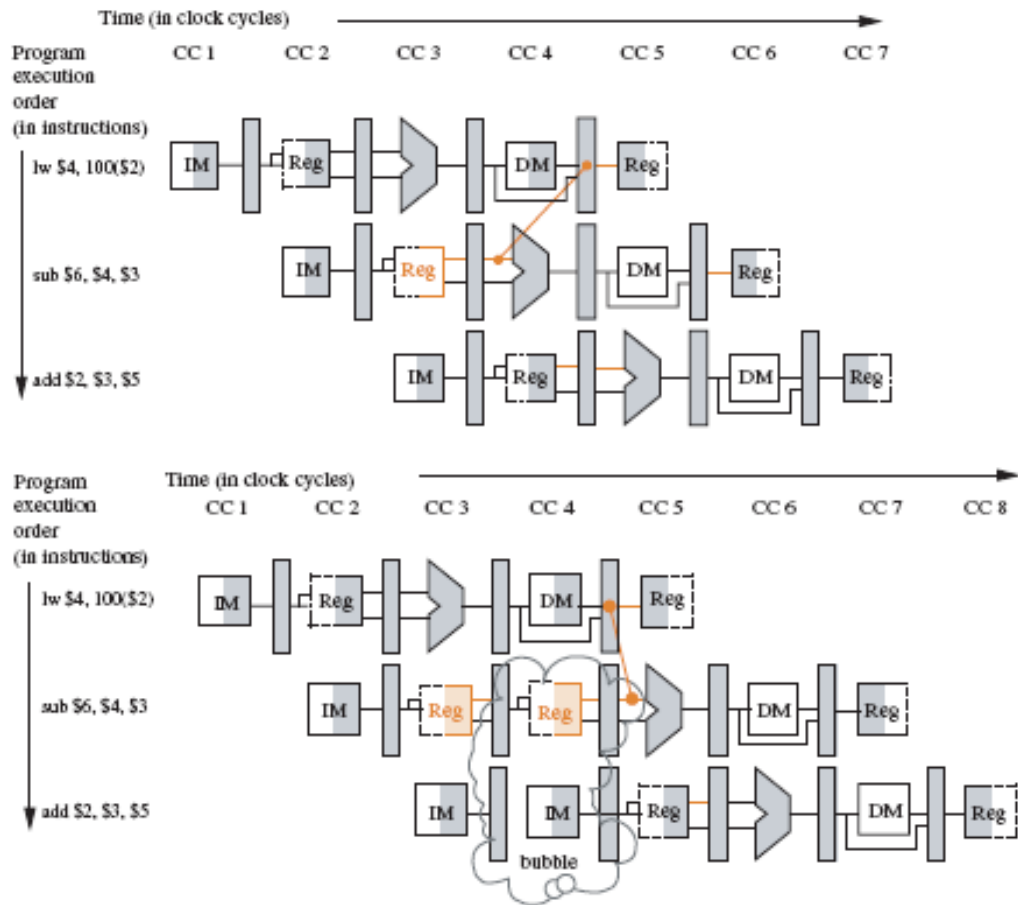 Time (in clock cycles)
Program execution order (in instructions)
CC 1 CC 2 CC 3 CC 4 CC 5 CC 6 CC 7
lw $4, 100($2)
IM Reg DM Reg
sub $6, $4, $3
IM Reg DM Reg
add $2, $3, $5
IM Reg DM Reg
Program execution order (in instructions)
Time (in clock cycles)
CC 1 CC 2 CC 3 CC 4 CC 5 CC 6 CC 7 CC 8
lw $4, 100($2)
IM Reg DM Reg
sub $6, $4, $3
IM Reg Reg DM Reg
add $2, $3, $5
IM IM Reg DM Reg
bubble